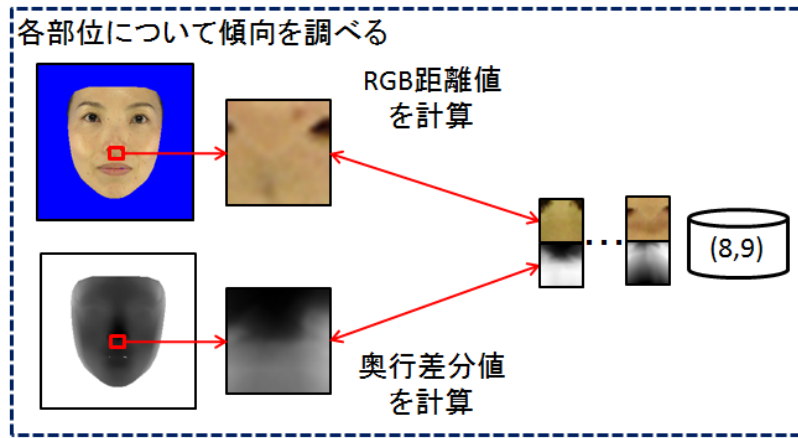 各部位について傾向を調べる
RGB距離値
を計算
...
(8,9)
奥行差分値
を計算